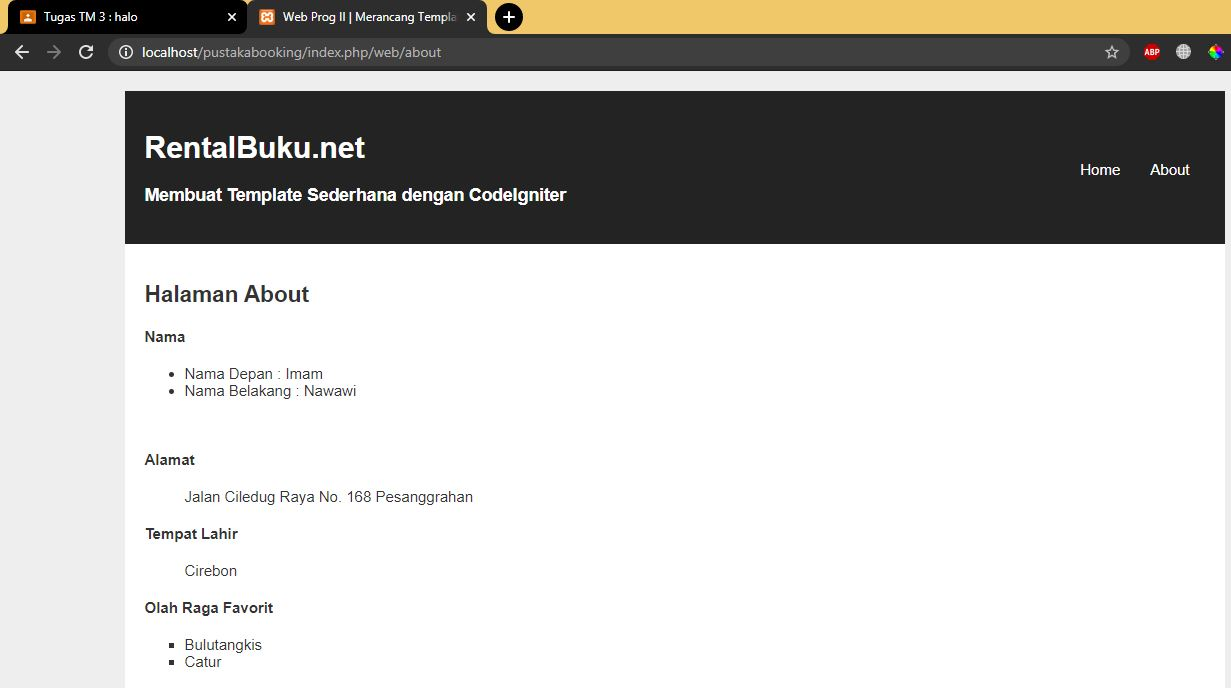 Tugas TM 3 : halo
Web Prog II | Merancang Templa
localhost/pustakabooking/index.php/web/about
ABP
RentalBuku.net
Membuat Template Sederhana dengan CodeIgniter
Home
About
Halaman About
Nama
Nama Depan : Imam
Nama Belakang : Nawawi
Alamat
Jalan Ciledug Raya No. 168 Pesanggrahan
Tempat Lahir
Cirebon
Olah Raga Favorit
Bulutangkis
Catur